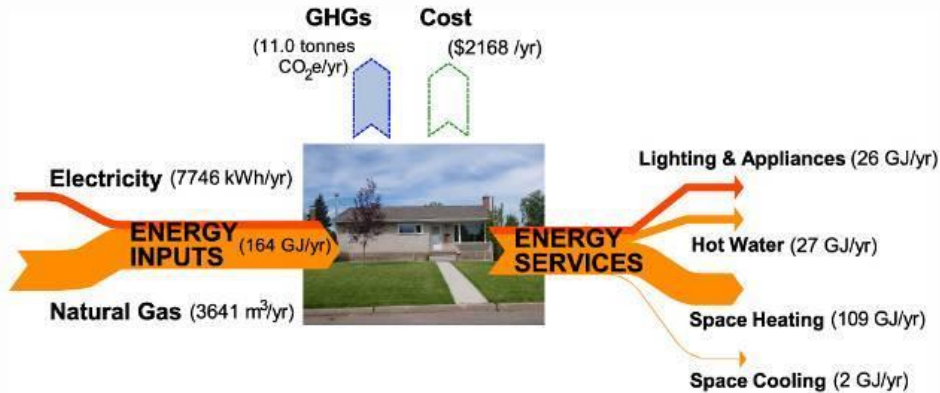 GHGs
(11.0 tonnes
CO₂e/yr)
Cost
($2168 /yr)
Electricity (7746 kWh/yr)
ENERGY
INPUTS
(164 GJ/yr)
Natural Gas (3641 m³/yr)
ENERGY
SERVICES
Lighting & Appliances (26 GJ/yr)
Hot Water (27 GJ/yr)
Space Heating (109 GJ/yr)
Space Cooling (2 GJ/yr)